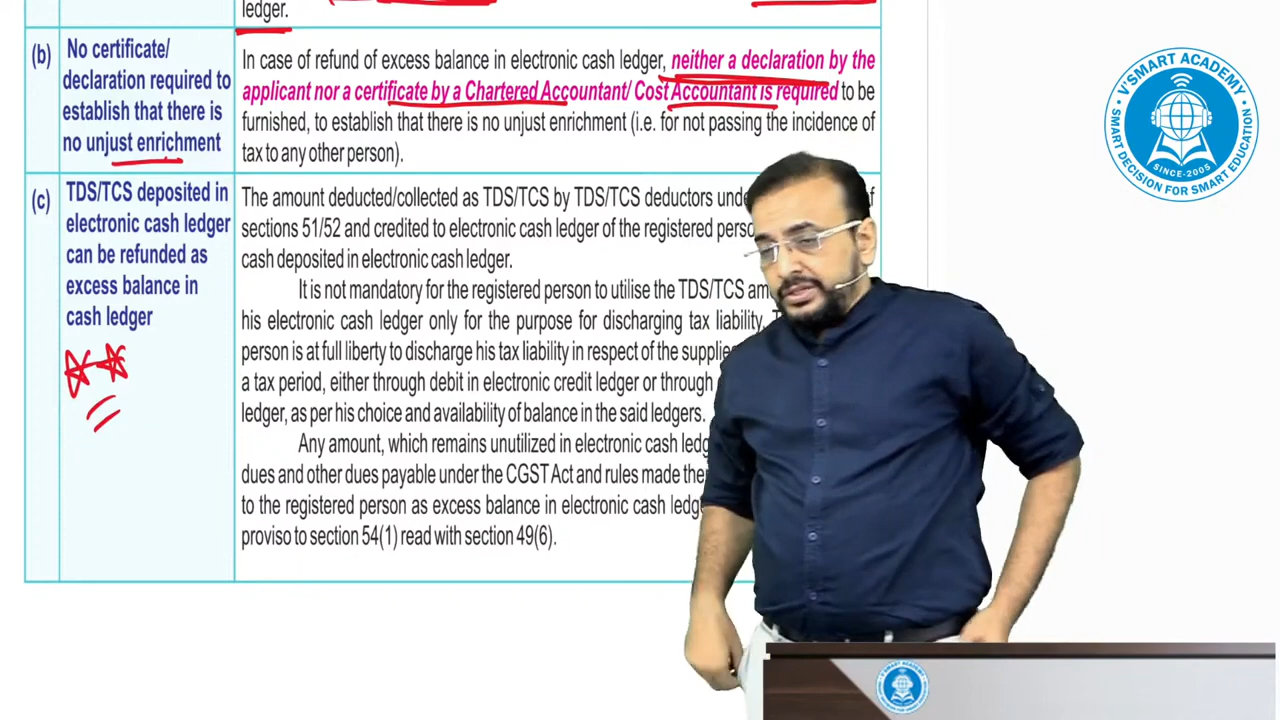 ledger.
(b)
No certificate/
declaration required to
establish that there is
no unjust enrichment
In case of refund of excess balance in electronic cash ledger, neither a declaration by the
applicant nor a certificate by a Chartered Accountant/ Cost Accountant is required to be
furnished, to establish that there is no unjust enrichment (i.e. for not passing the incidence of
tax to any other person).
(c)
TDS/TCS deposited in
electronic cash ledger
can be refunded as
excess balance in
cash ledger
The amount deducted/collected as TDS/TCS by TDS/TCS deductors
sections 51/52 and credited to electronic cash ledger of the registered
cash deposited in electronic cash ledger.
It is not mandatory for the registered person to utilise the TDS/TCS
his electronic cash ledger only for the purpose for discharging tax liability.
person is at full liberty to discharge his tax liability in respect of the
a tax period, either through debit in electronic credit ledger or through
ledger, as per his choice and availability of balance in the said ledgers.
Any amount, which remains unutilized in electronic cash
dues and other dues payable under the CGST Act and rules made
to the registered person as excess balance in electronic cash
proviso to section 54(1) read with section 49(6).
V'SMART ACADEMY
SINCE-2005
SMART DECISION FOR SMART EDUCATION
V'SMART ACADEMY